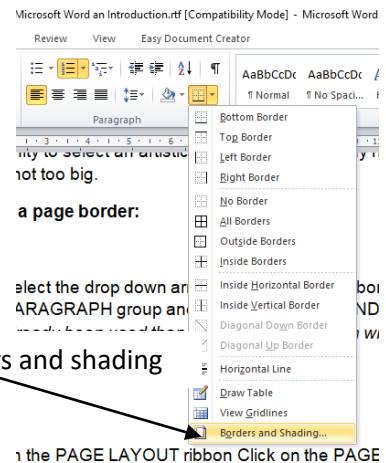 Microsoft Word an Introduction.rtf [Compatibility Mode] - Microsoft Word
Review View Easy Document Creator
AaBbCcDc AaBbCcDc
¶ Normal ¶ No Spaci...
Paragraph
Bottom Border
Top Border
Left Border
Right Border
No Border
All Borders
Outside Borders
Inside Borders
Inside Horizontal Border
Inside Vertical Border
Diagonal Down Border
Diagonal Up Border
Horizontal Line
Draw Table
View Gridlines
Borders and Shading...
to select an artistic
not too big.
a page border:
elect the drop down
ARAGRAPH group
s and shading
n the PAGE LAYOUT ribbon Click on the PAGE